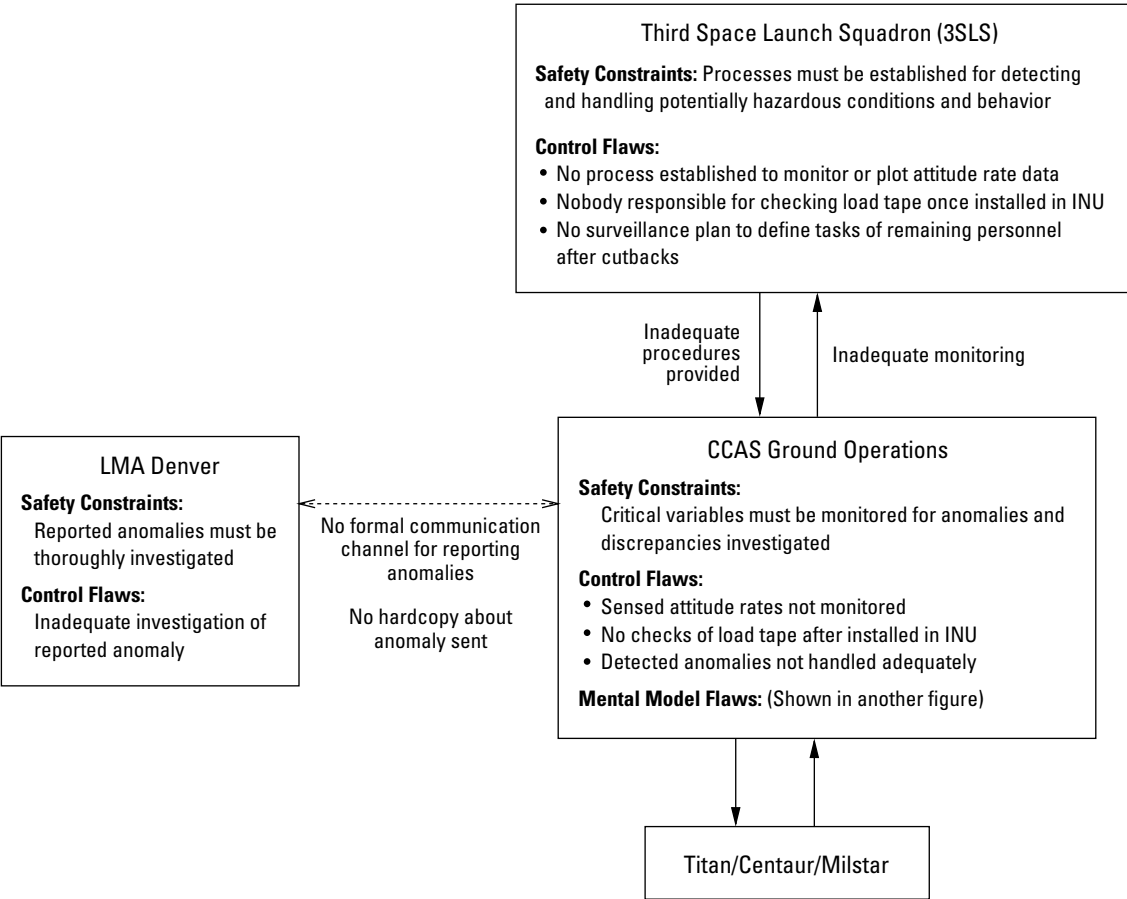 Third Space Launch Squadron (3SLS)
Safety Constraints: Processes must be established for detecting
and handling potentially hazardous conditions and behavior
Control Flaws:
• No process established to monitor or plot attitude rate data
• Nobody responsible for checking load tape once installed in INU
• No surveillance plan to define tasks of remaining personnel
after cutbacks
Inadequate
procedures
provided
Inadequate monitoring
LMA Denver
Safety Constraints:
Reported anomalies must be
thoroughly investigated
Control Flaws:
Inadequate investigation of
reported anomaly
No formal communication
channel for reporting
anomalies
No hardcopy about
anomaly sent
CCAS Ground Operations
Safety Constraints:
Critical variables must be monitored for anomalies and
discrepancies investigated
Control Flaws:
• Sensed attitude rates not monitored
• No checks of load tape after installed in INU
• Detected anomalies not handled adequately
Mental Model Flaws: (Shown in another figure)
Titan/Centaur/Milstar